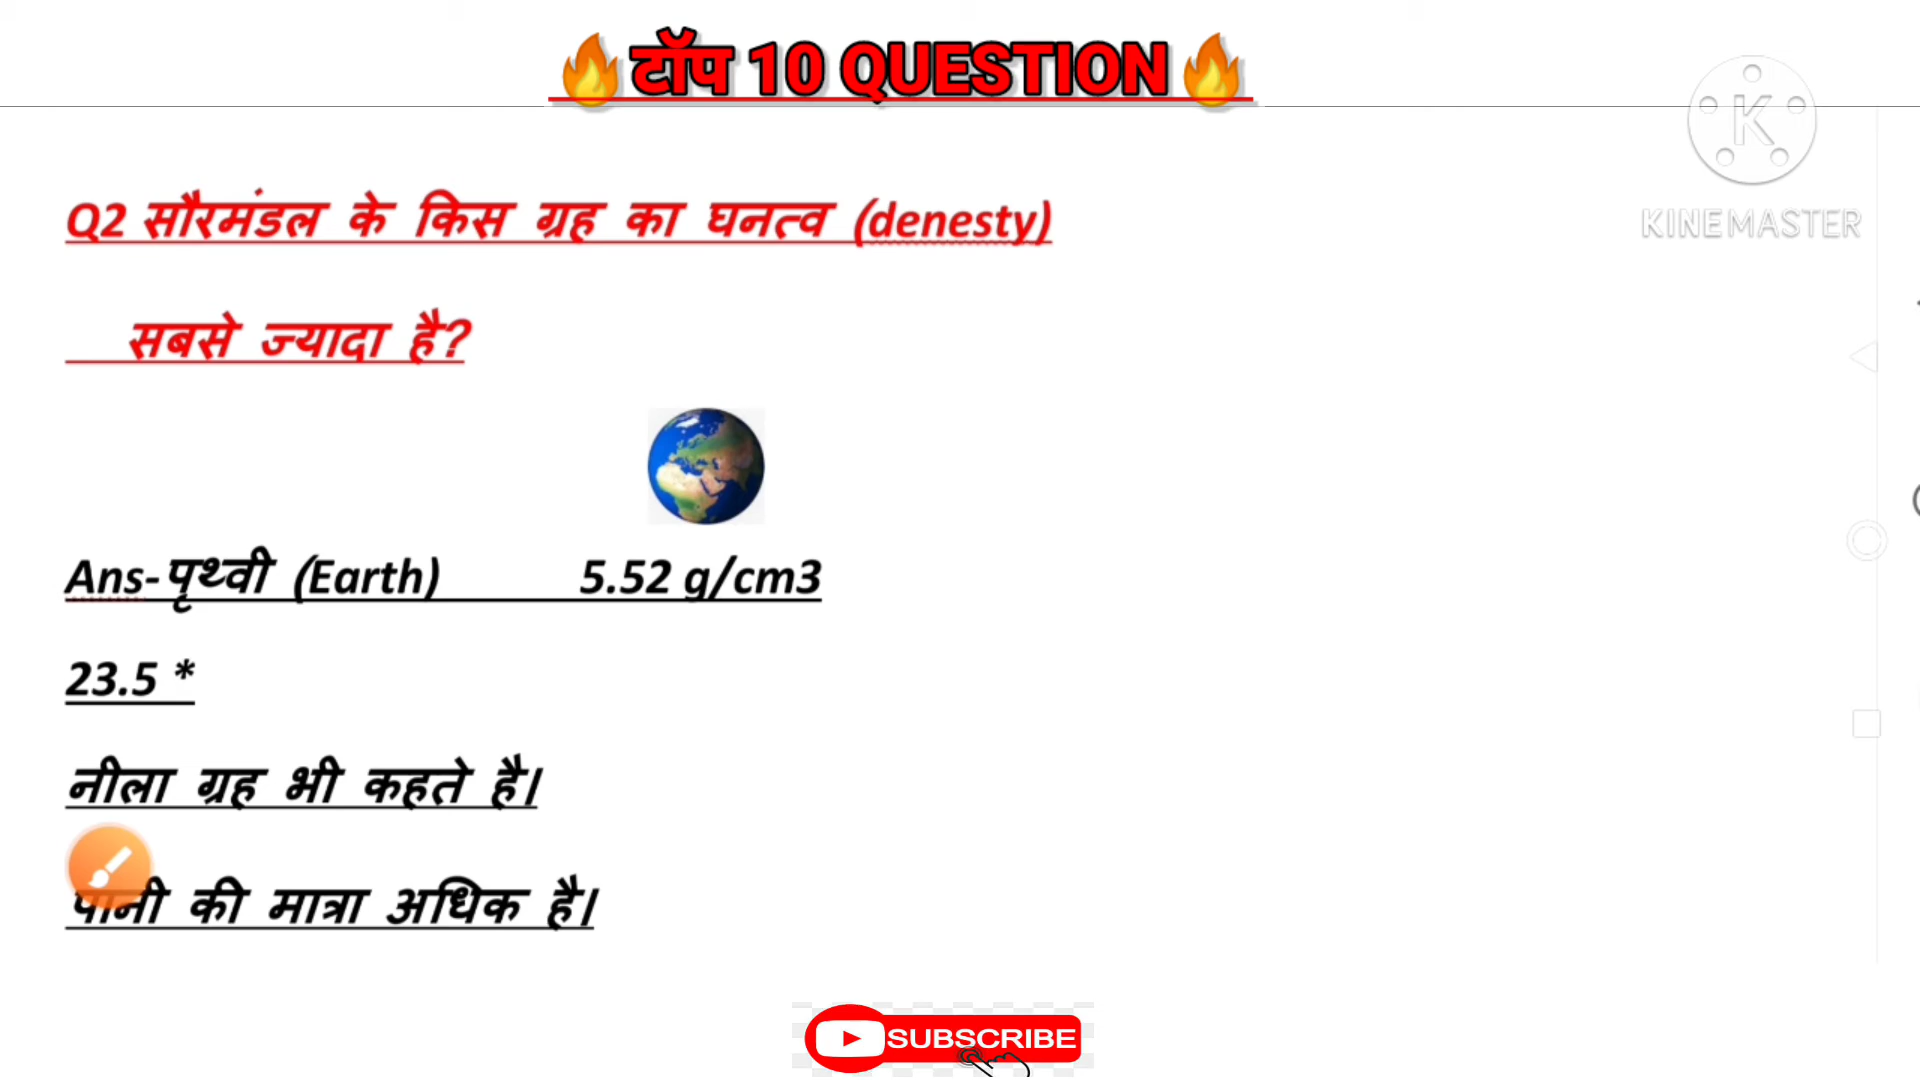 🔥टॉप 10 QUESTION🔥
KINEMASTER
Q2 सौरमंडल के किस ग्रह का घनत्व (denesty)
सबसे ज्यादा है?
Ans-पृथ्वी (Earth) 5.52 g/cm3
23.5 *
नीला ग्रह भी कहते है।
पानी की मात्रा अधिक है।
SUBSCRIBE